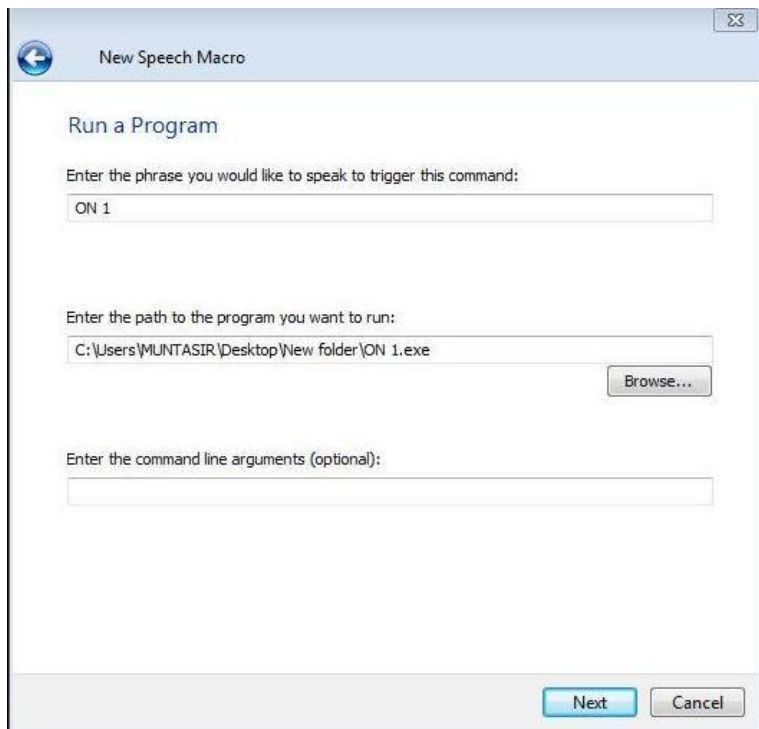 New Speech Macro
Run a Program
Enter the phrase you would like to speak to trigger this command:
ON 1
Enter the path to the program you want to run:
C:\Users\MUNTASIR\Desktop\New folder\ON 1.exe
Browse...
Enter the command line arguments (optional):
Next Cancel